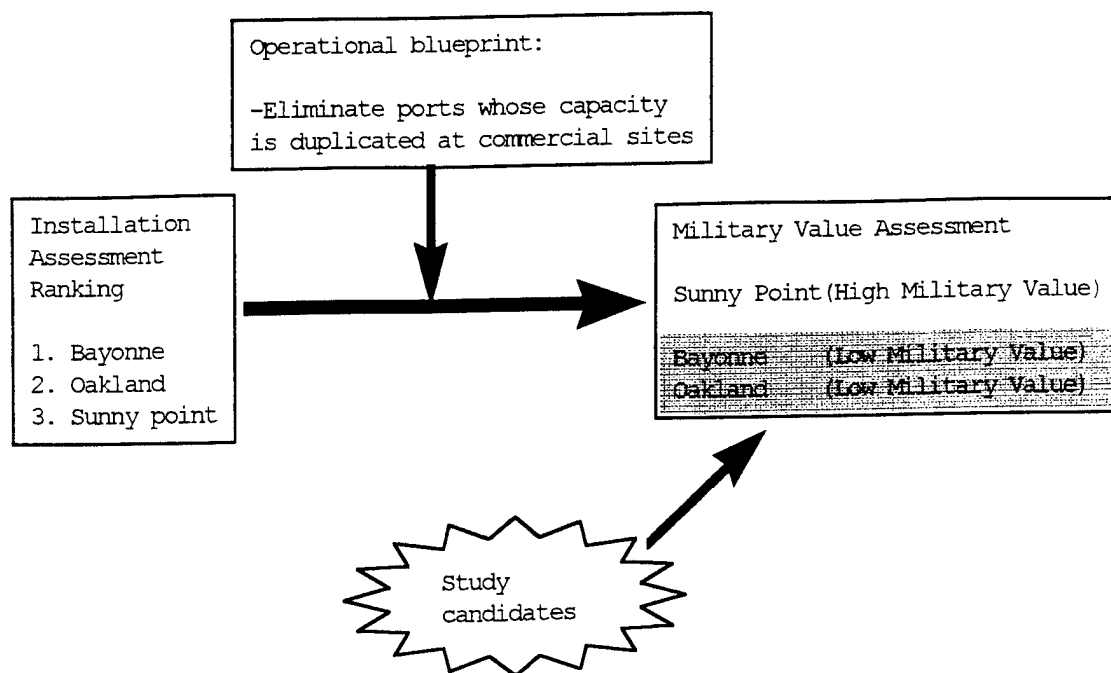 Operational blueprint:
-Eliminate ports whose capacity
is duplicated at commercial sites
Installation
Assessment
Ranking
1. Bayonne
2. Oakland
3. Sunny point
Military Value Assessment
Sunny Point(High Military Value)
Bayonne (Low Military Value)
Oakland (Low Military Value)
Study
candidates